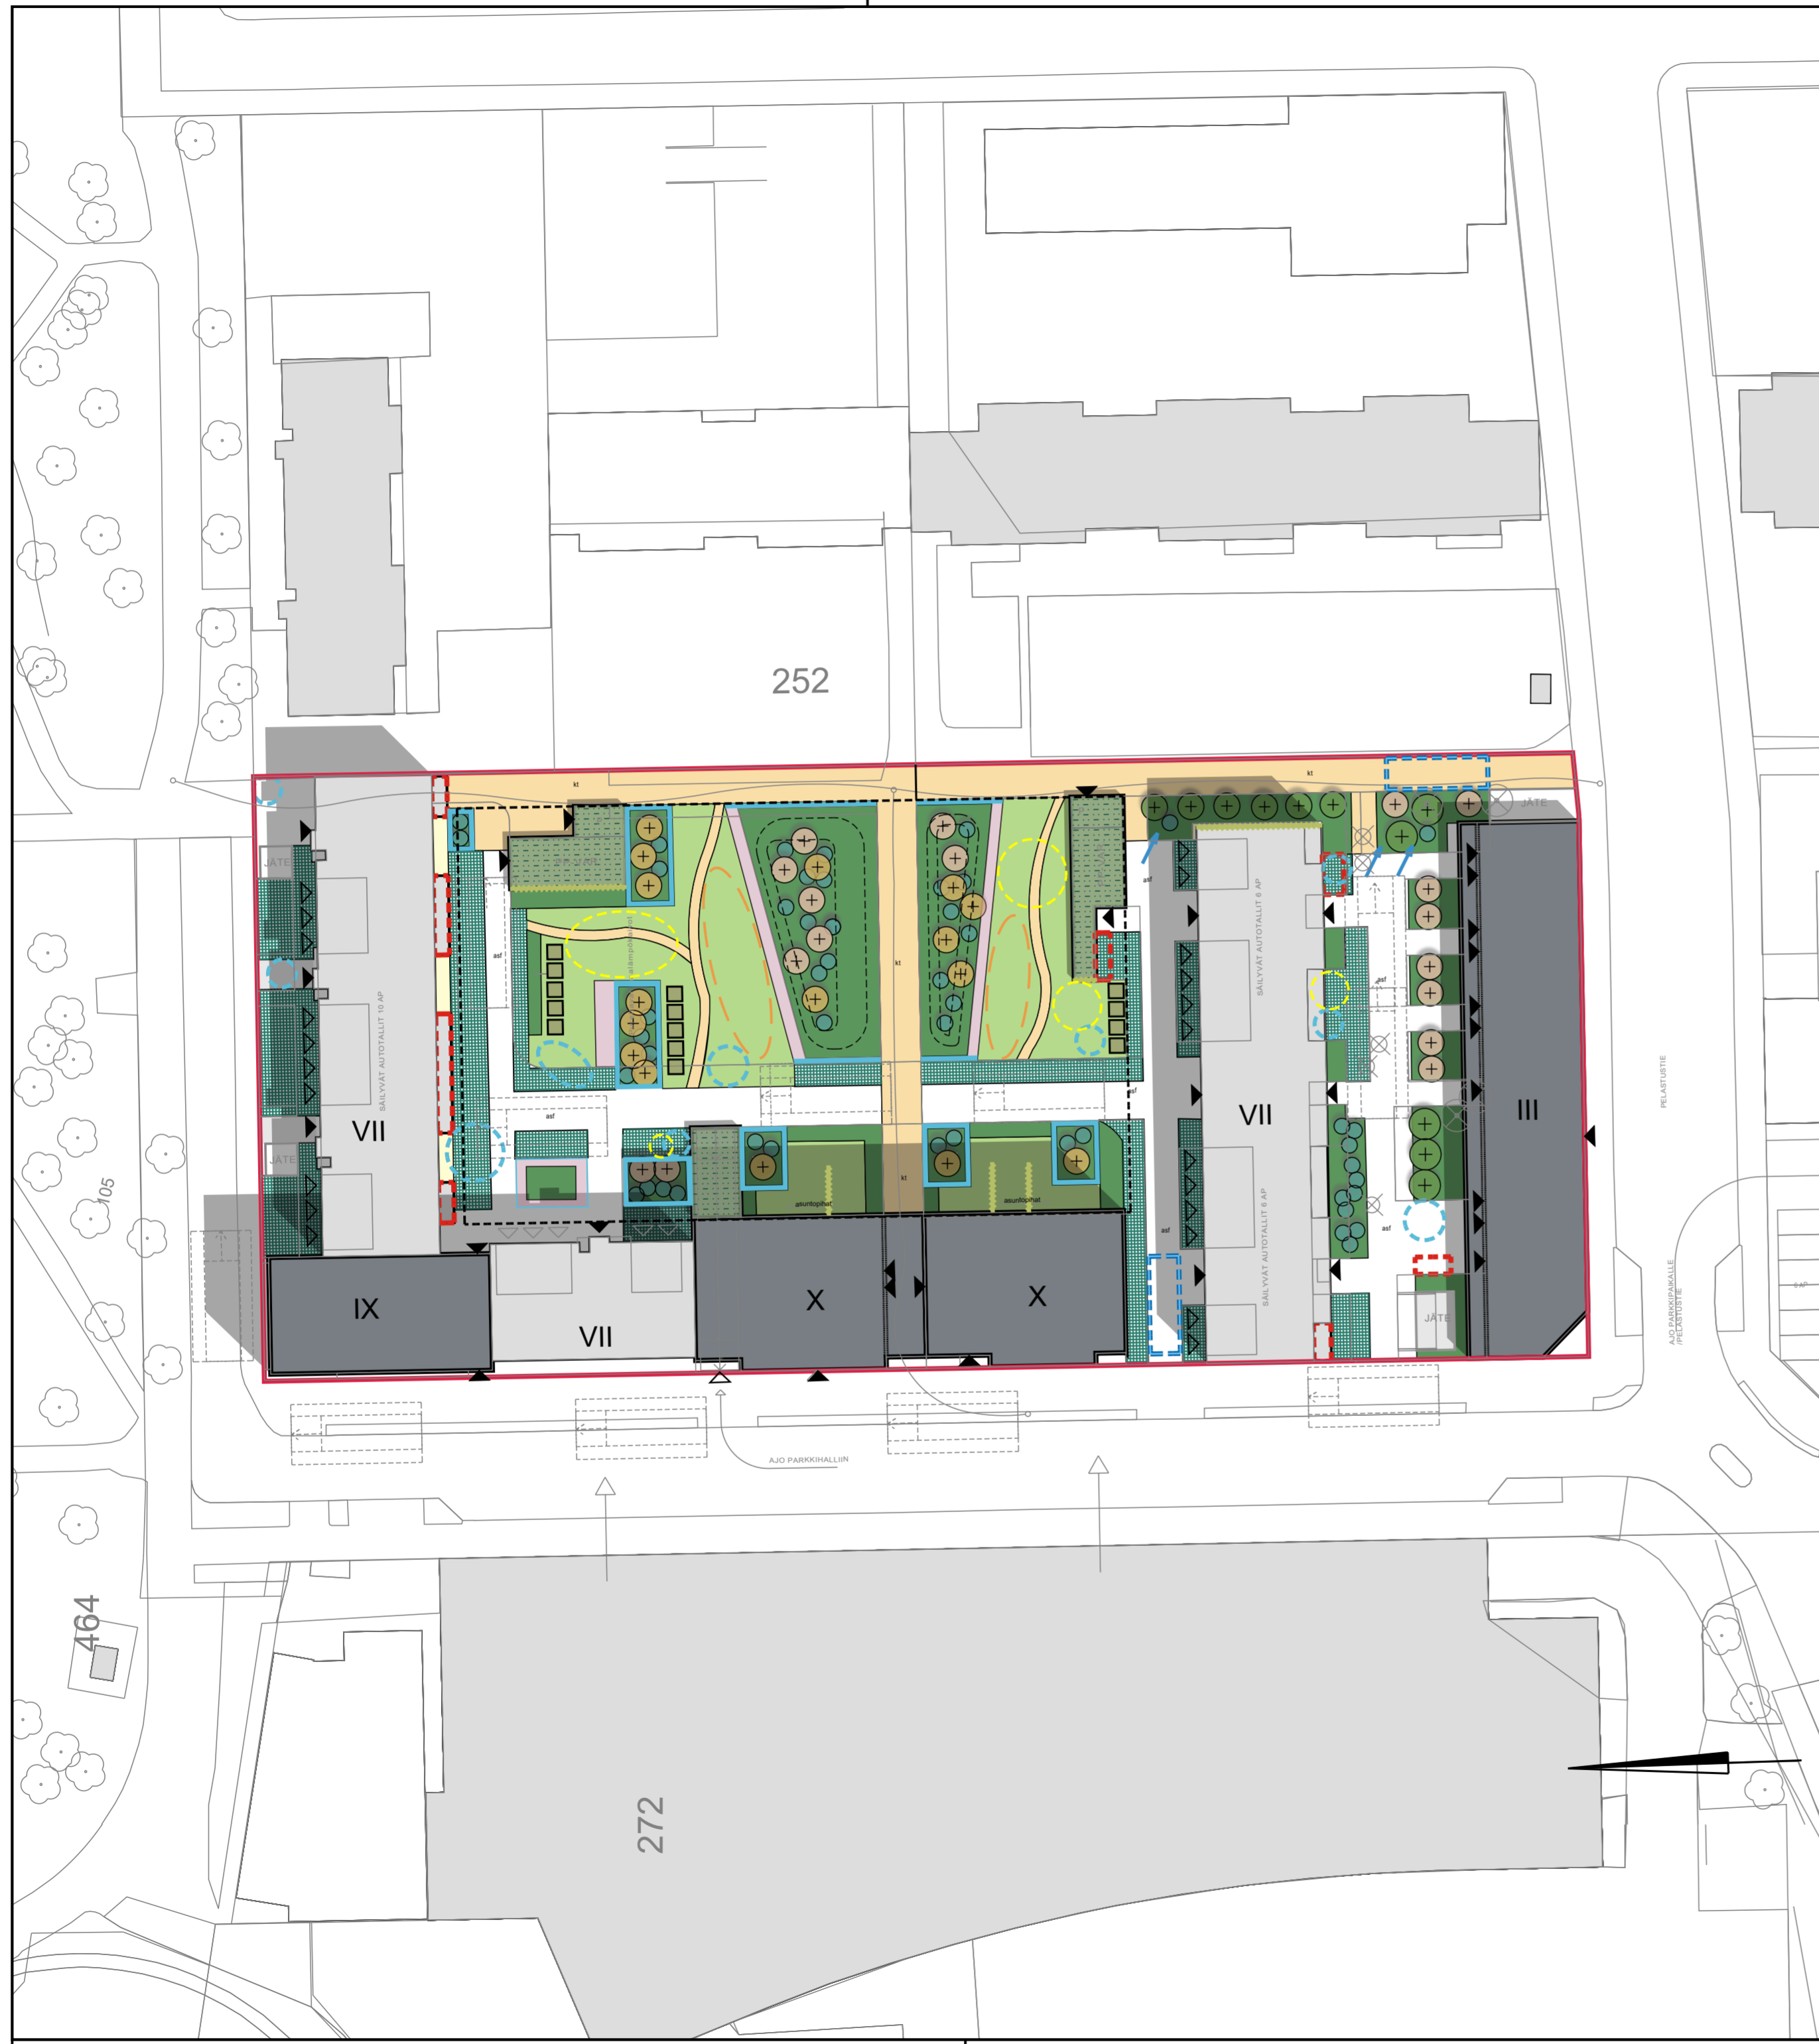 252
kt
kt
JÄTE
JÄTE
SÄILYVÄT AUTOTALLIT 10 AP
SÄILYVÄT AUTOTALLIT 6 AP
asf
asf
asf
kt
PELASTUSTIE
VII
VII
III
asf
asf
JÄTE
105
kt
asuntopihat
asuntopihat
SÄILYVÄT AUTOTALLIT 6 AP
asf
asf
IX
VII
X
X
JÄTE
AJO PARKKIPAIKALLE
/PELASTUSTIE
AJO PARKKIHALLIIN
464
272